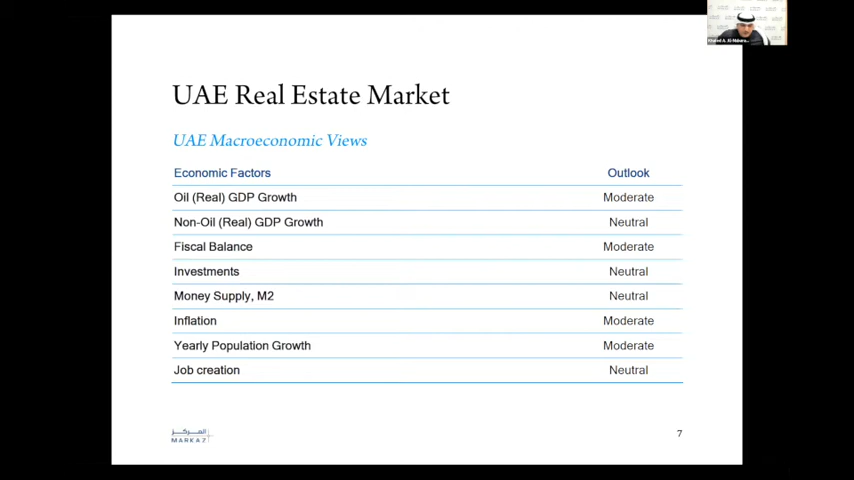 UAE Real Estate Market
UAE Macroeconomic Views
Economic Factors Outlook
Oil (Real) GDP Growth Moderate
Non-Oil (Real) GDP Growth Neutral
Fiscal Balance Moderate
Investments Neutral
Money Supply, M2 Neutral
Inflation Moderate
Yearly Population Growth Moderate
Job creation Neutral
المركز
MARKAZ
7